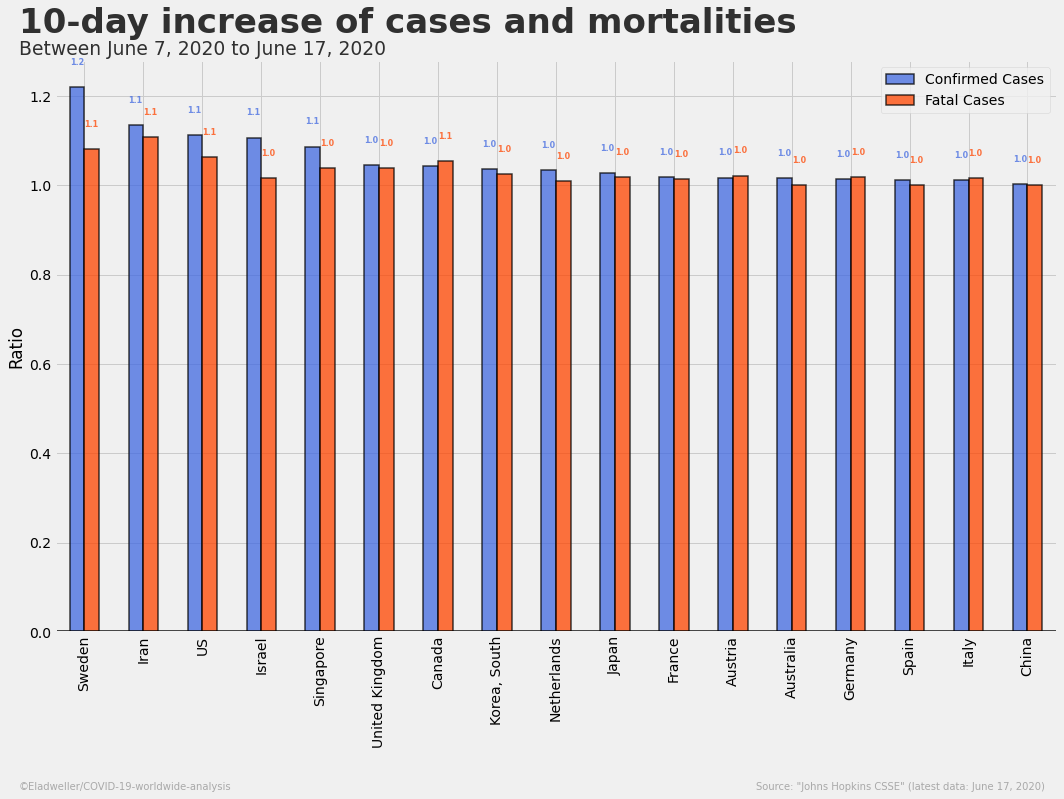 10-day increase of cases and mortalities
Between June 7, 2020 to June 17, 2020
Confirmed Cases
Fatal Cases
1.2 1.1 1.1 1.1 1.1 1.1 1.1 1.0 1.1 1.0 1.0 1.0 1.0 1.1 1.0 1.0 1.0 1.0 1.0 1.0 1.0 1.0 1.0 1.0 1.0 1.0 1.0 1.0 1.0 1.0 1.0 1.0 1.0 1.0
1.2
1.0
0.8
0.6
0.4
0.2
0.0
Ratio
Sweden
Iran
US
Israel
Singapore
United Kingdom
Canada
Korea, South
Netherlands
Japan
France
Austria
Australia
Germany
Spain
Italy
China
©Eladweller/COVID-19-worldwide-analysis
Source: "Johns Hopkins CSSE" (latest data: June 17, 2020)